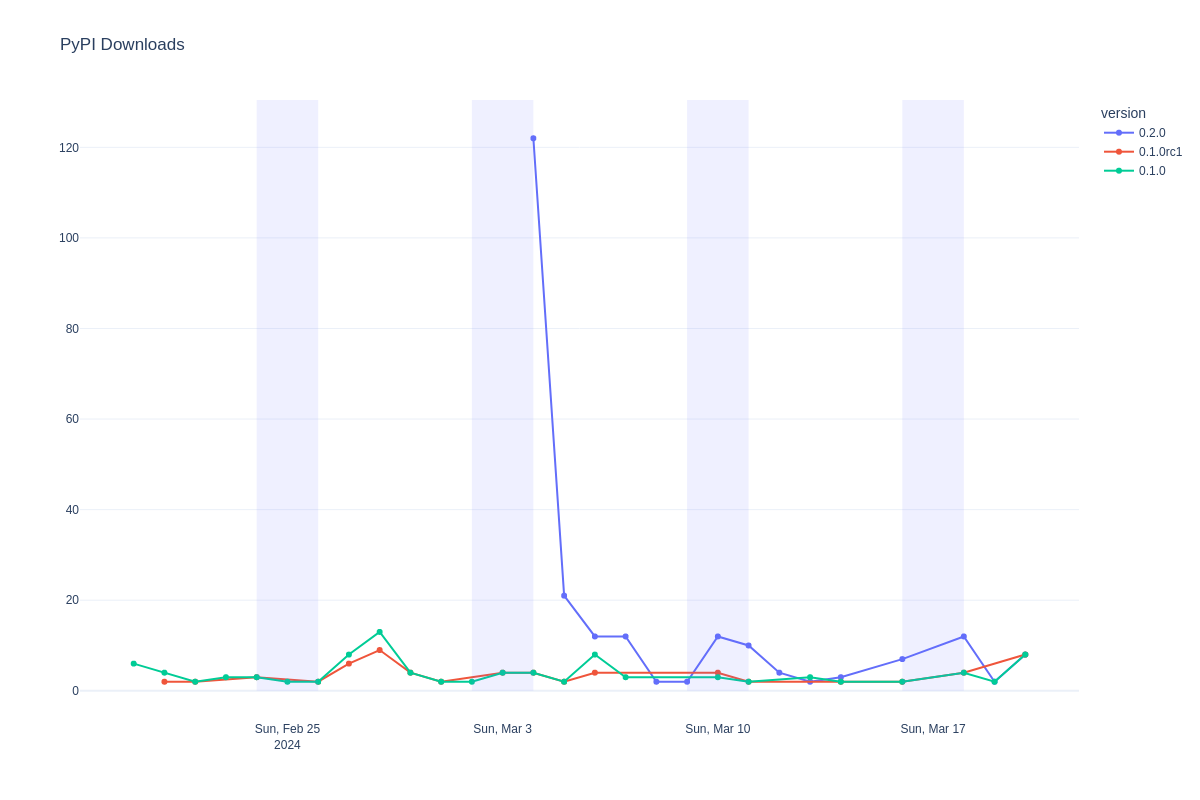 PyPI Downloads
version
0.2.0
0.1.0rc1
0.1.0
120
100
80
60
40
20
0
Sun, Feb 25
2024
Sun, Mar 3
Sun, Mar 10
Sun, Mar 17